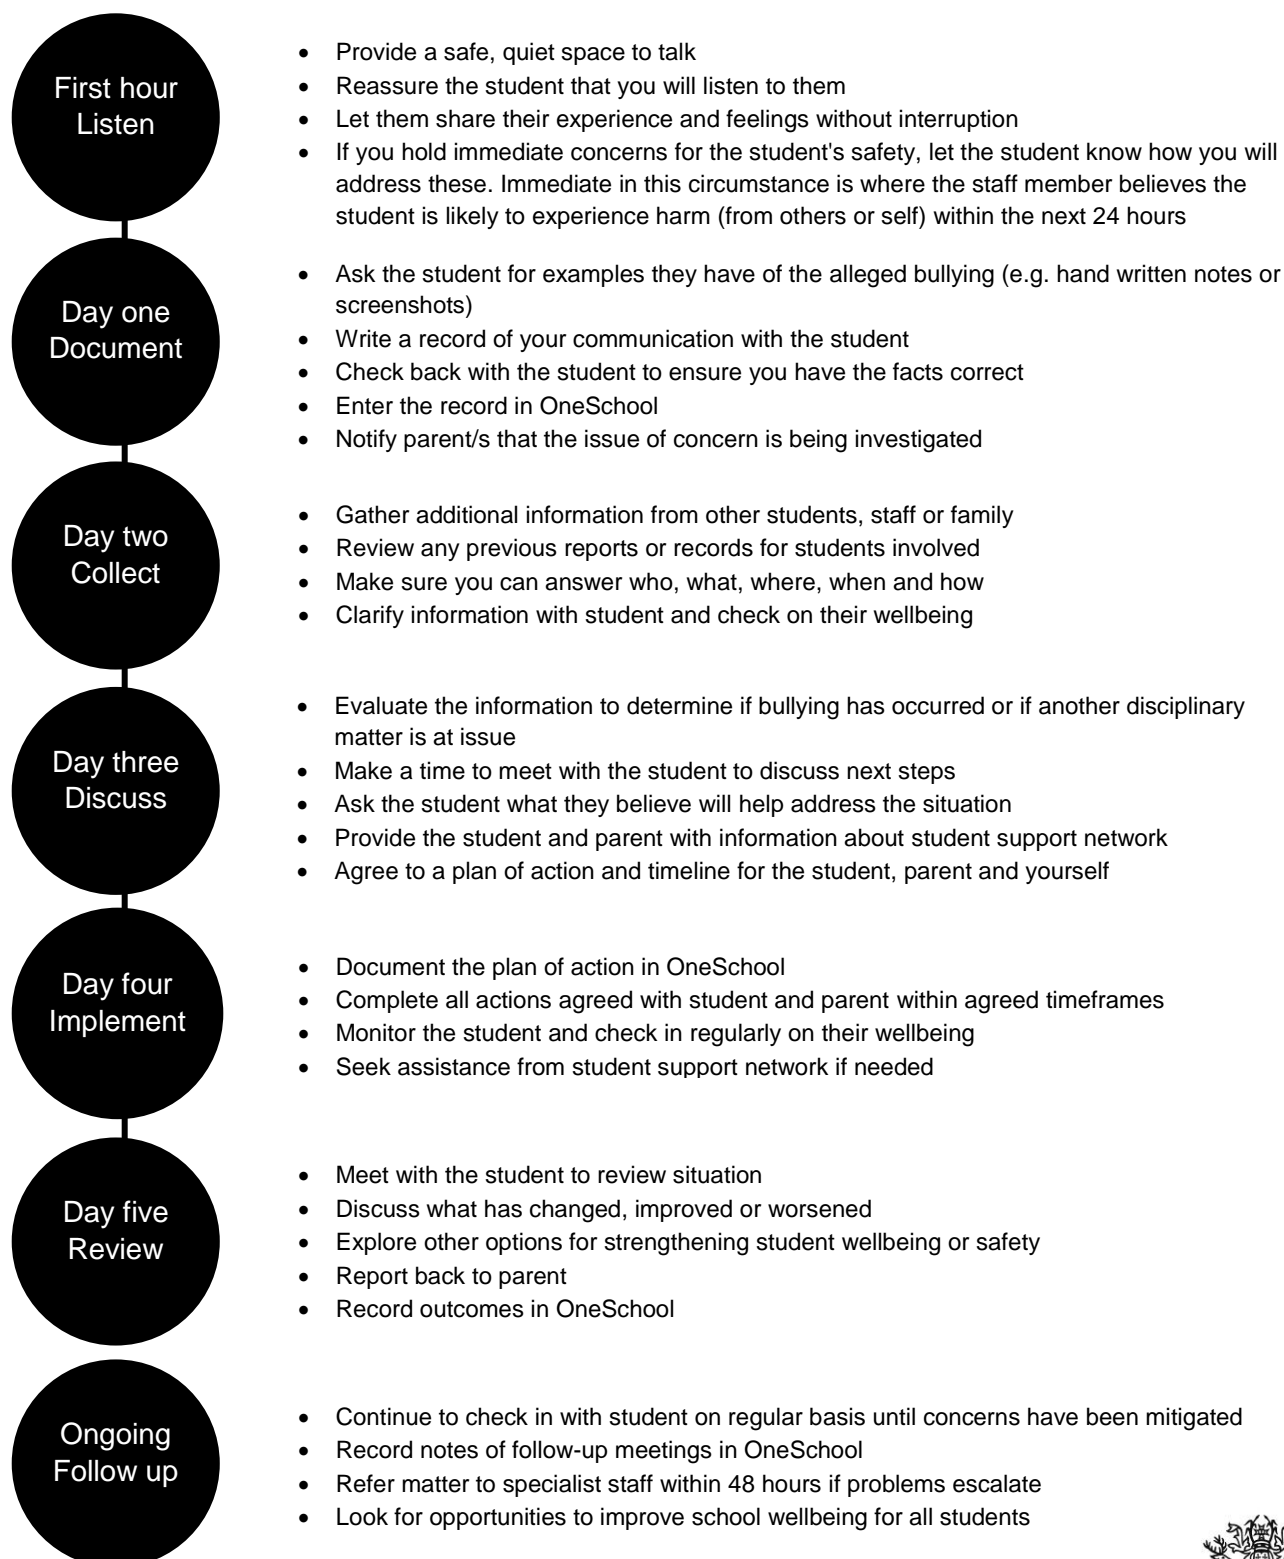 First hour
Listen
• Provide a safe, quiet space to talk
• Reassure the student that you will listen to them
• Let them share their experience and feelings without interruption
• If you hold immediate concerns for the student's safety, let the student know how you will
address these. Immediate in this circumstance is where the staff member believes the
student is likely to experience harm (from others or self) within the next 24 hours
Day one
Document
• Ask the student for examples they have of the alleged bullying (e.g. hand written notes or
screenshots)
• Write a record of your communication with the student
• Check back with the student to ensure you have the facts correct
• Enter the record in OneSchool
• Notify parent/s that the issue of concern is being investigated
Day two
Collect
• Gather additional information from other students, staff or family
• Review any previous reports or records for students involved
• Make sure you can answer who, what, where, when and how
• Clarify information with student and check on their wellbeing
Day three
Discuss
• Evaluate the information to determine if bullying has occurred or if another disciplinary
matter is at issue
• Make a time to meet with the student to discuss next steps
• Ask the student what they believe will help address the situation
• Provide the student and parent with information about student support network
• Agree to a plan of action and timeline for the student, parent and yourself
Day four
Implement
• Document the plan of action in OneSchool
• Complete all actions agreed with student and parent within agreed timeframes
• Monitor the student and check in regularly on their wellbeing
• Seek assistance from student support network if needed
Day five
Review
• Meet with the student to review situation
• Discuss what has changed, improved or worsened
• Explore other options for strengthening student wellbeing or safety
• Report back to parent
• Record outcomes in OneSchool
Ongoing
Follow up
• Continue to check in with student on regular basis until concerns have been mitigated
• Record notes of follow-up meetings in OneSchool
• Refer matter to specialist staff within 48 hours if problems escalate
• Look for opportunities to improve school wellbeing for all students